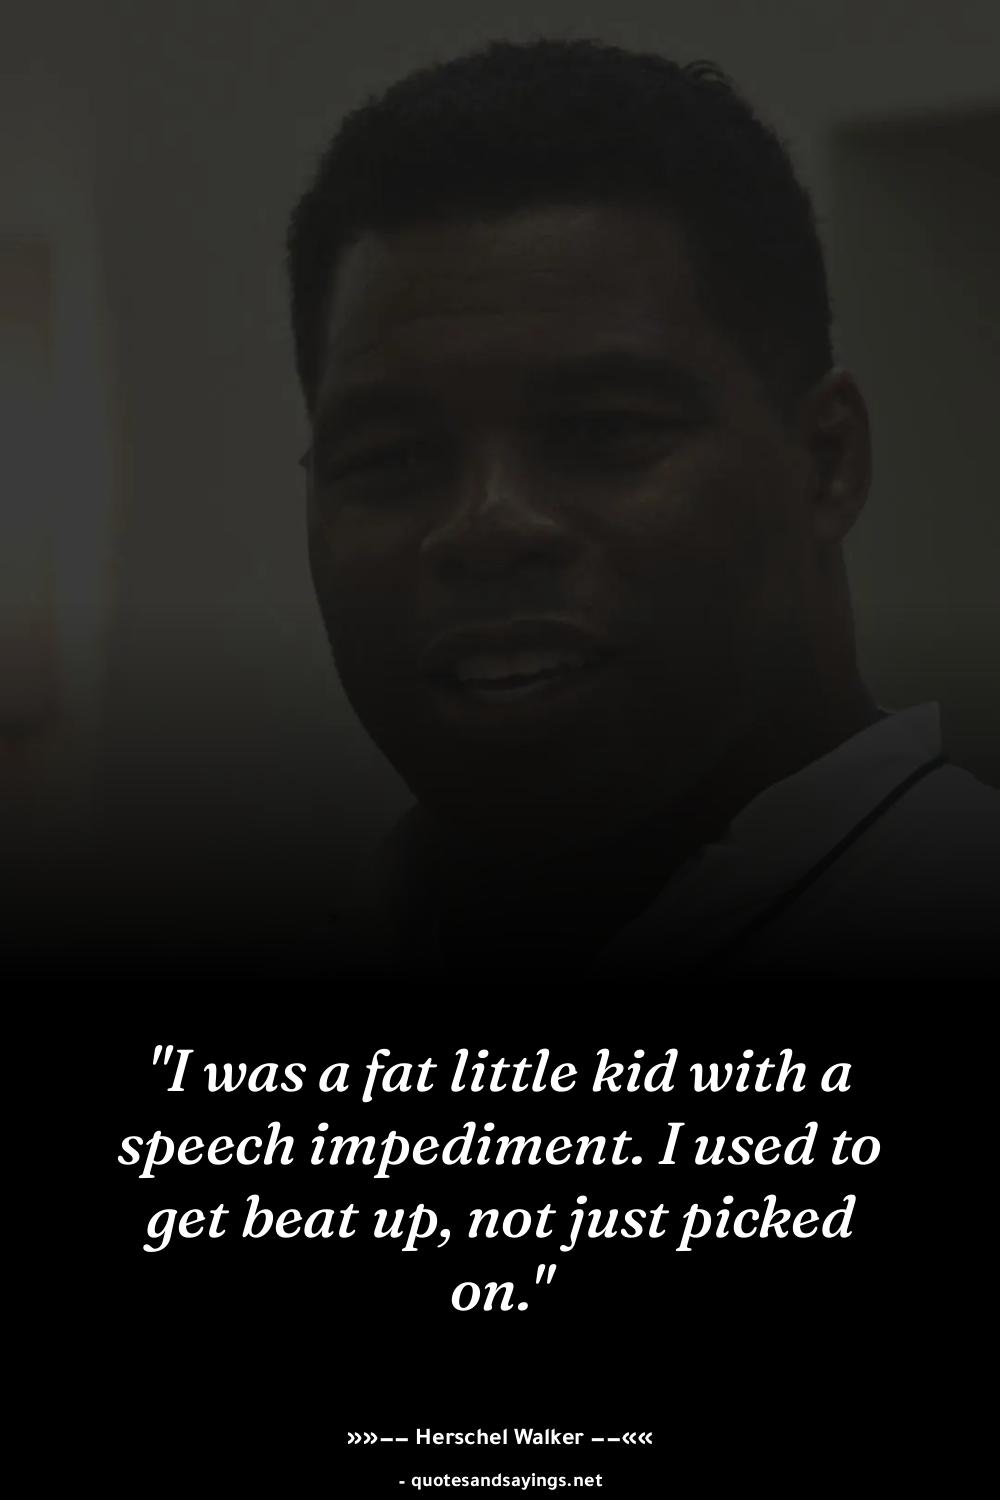 "I was a fat little kid with a
speech impediment. I used to
get beat up, not just picked
on."
»»−− Herschel Walker −−««
- quotesandsayings.net